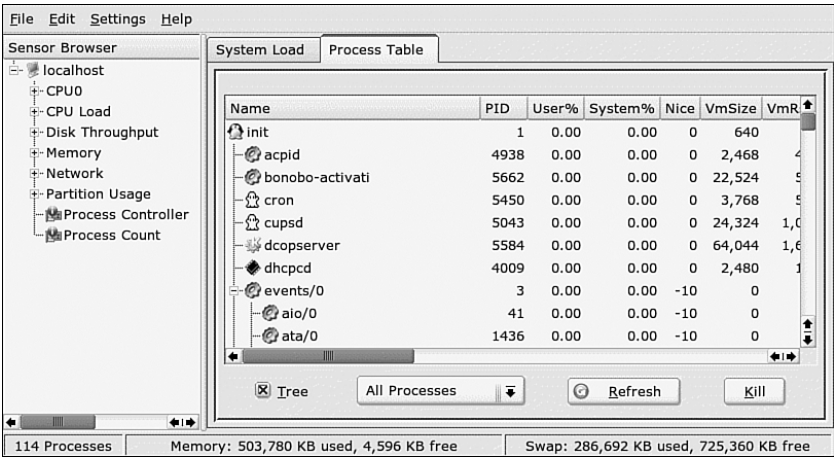 File Edit Settings Help
Sensor Browser
localhost
CPU0
CPU Load
Disk Throughput
Memory
Network
Partition Usage
Process Controller
Process Count
System Load Process Table
Name PID User% System% Nice VmSize VmR
init 1 0.00 0.00 0 640
acpid 4938 0.00 0.00 0 2,468
bonobo-activati 5662 0.00 0.00 0 22,524
cron 5450 0.00 0.00 0 3,768
cupsd 5043 0.00 0.00 0 24,324 1,0
dcopserver 5584 0.00 0.00 0 64,044 1,6
dhcpcd 4009 0.00 0.00 0 2,480
events/0 3 0.00 0.00 -10 0
aio/0 41 0.00 0.00 -10 0
ata/0 1436 0.00 0.00 -10 0
Tree All Processes Refresh Kill
114 Processes Memory: 503,780 KB used, 4,596 KB free Swap: 286,692 KB used, 725,360 KB free